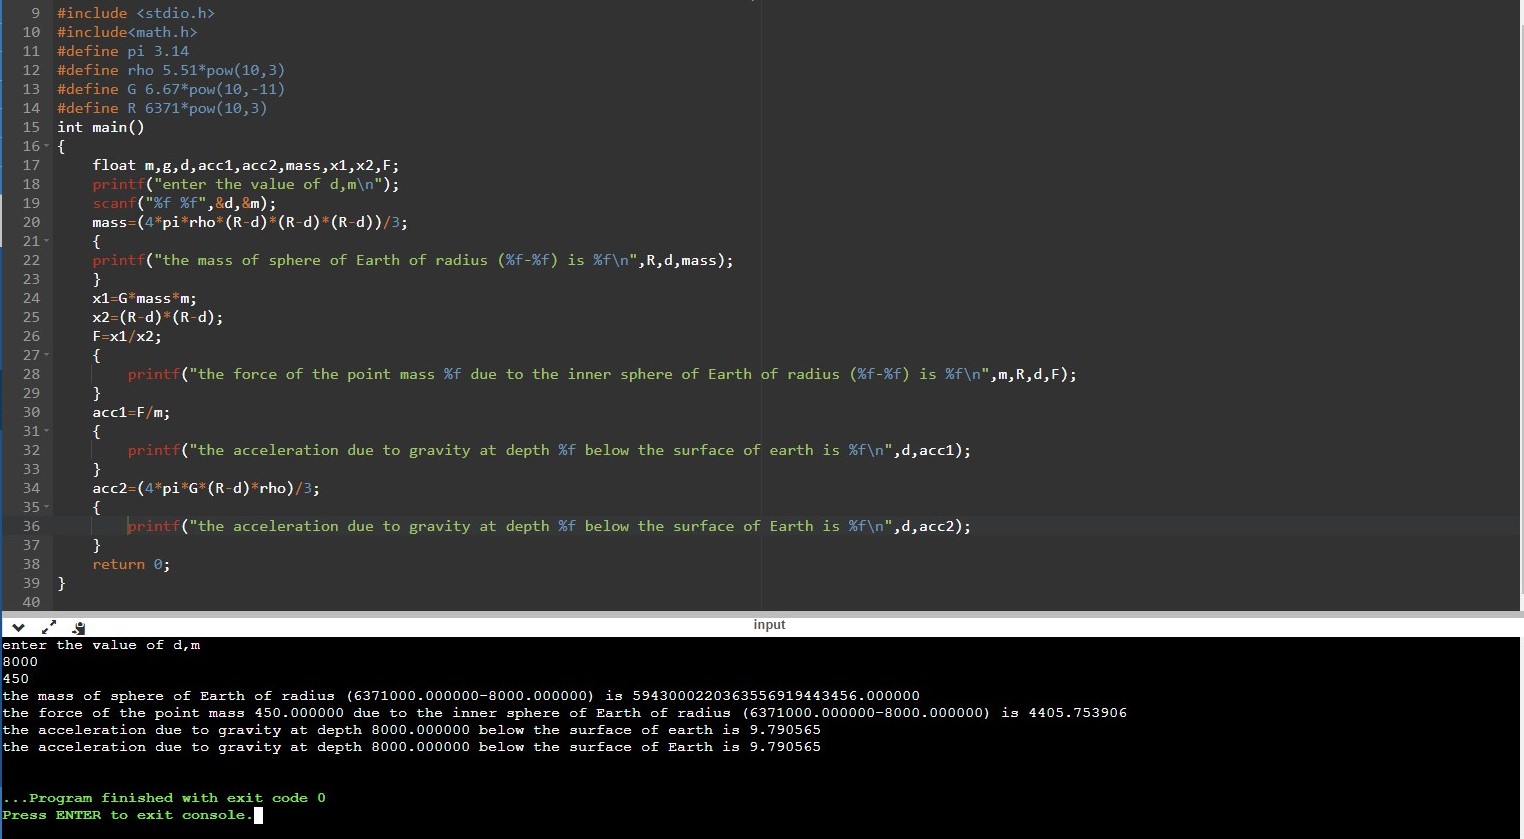 9 #include <stdio.h>
10 #include<math.h>
11 #define pi 3.14
12 #define rho 5.51*pow(10,3)
13 #define G 6.67*pow(10,-11)
14 #define R 6371*pow(10,3)
15 int main()
16 {
17 float m,g,d,acc1,acc2,mass,x1,x2,F;
18 printf("enter the value of d,m\n");
19 scanf("%f %f",&d,&m);
20 mass=(4*pi*rho*(R-d)*(R-d)*(R-d))/3;
21 {
22 printf("the mass of sphere of Earth of radius (%f-%f) is %f\n",R,d,mass);
23 }
24 x1=G*mass*m;
25 x2=(R-d)*(R-d);
26 F=x1/x2;
27 {
28 printf("the force of the point mass %f due to the inner sphere of Earth of radius (%f-%f) is %f\n",m,R,d,F);
29 }
30 acc1=F/m;
31 {
32 printf("the acceleration due to gravity at depth %f below the surface of earth is %f\n",d,acc1);
33 }
34 acc2=(4*pi*G*(R-d)*rho)/3;
35 {
36 printf("the acceleration due to gravity at depth %f below the surface of Earth is %f\n",d,acc2);
37 }
38 return 0;
39 }
40
input
enter the value of d,m
8000
450
the mass of sphere of Earth of radius (6371000.000000-8000.000000) is 5943000220363556919443456.000000
the force of the point mass 450.000000 due to the inner sphere of Earth of radius (6371000.000000-8000.000000) is 4405.753906
the acceleration due to gravity at depth 8000.000000 below the surface of earth is 9.790565
the acceleration due to gravity at depth 8000.000000 below the surface of Earth is 9.790565
...Program finished with exit code 0
Press ENTER to exit console.